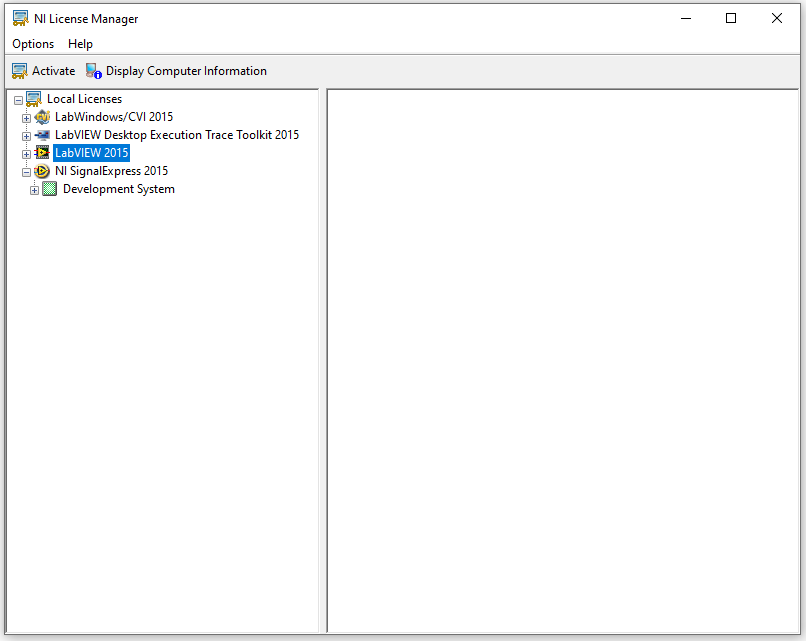 NI License Manager
Options Help
Activate Display Computer Information
Local Licenses
LabWindows/CVI 2015
LabVIEW Desktop Execution Trace Toolkit 2015
LabVIEW 2015
NI SignalExpress 2015
Development System